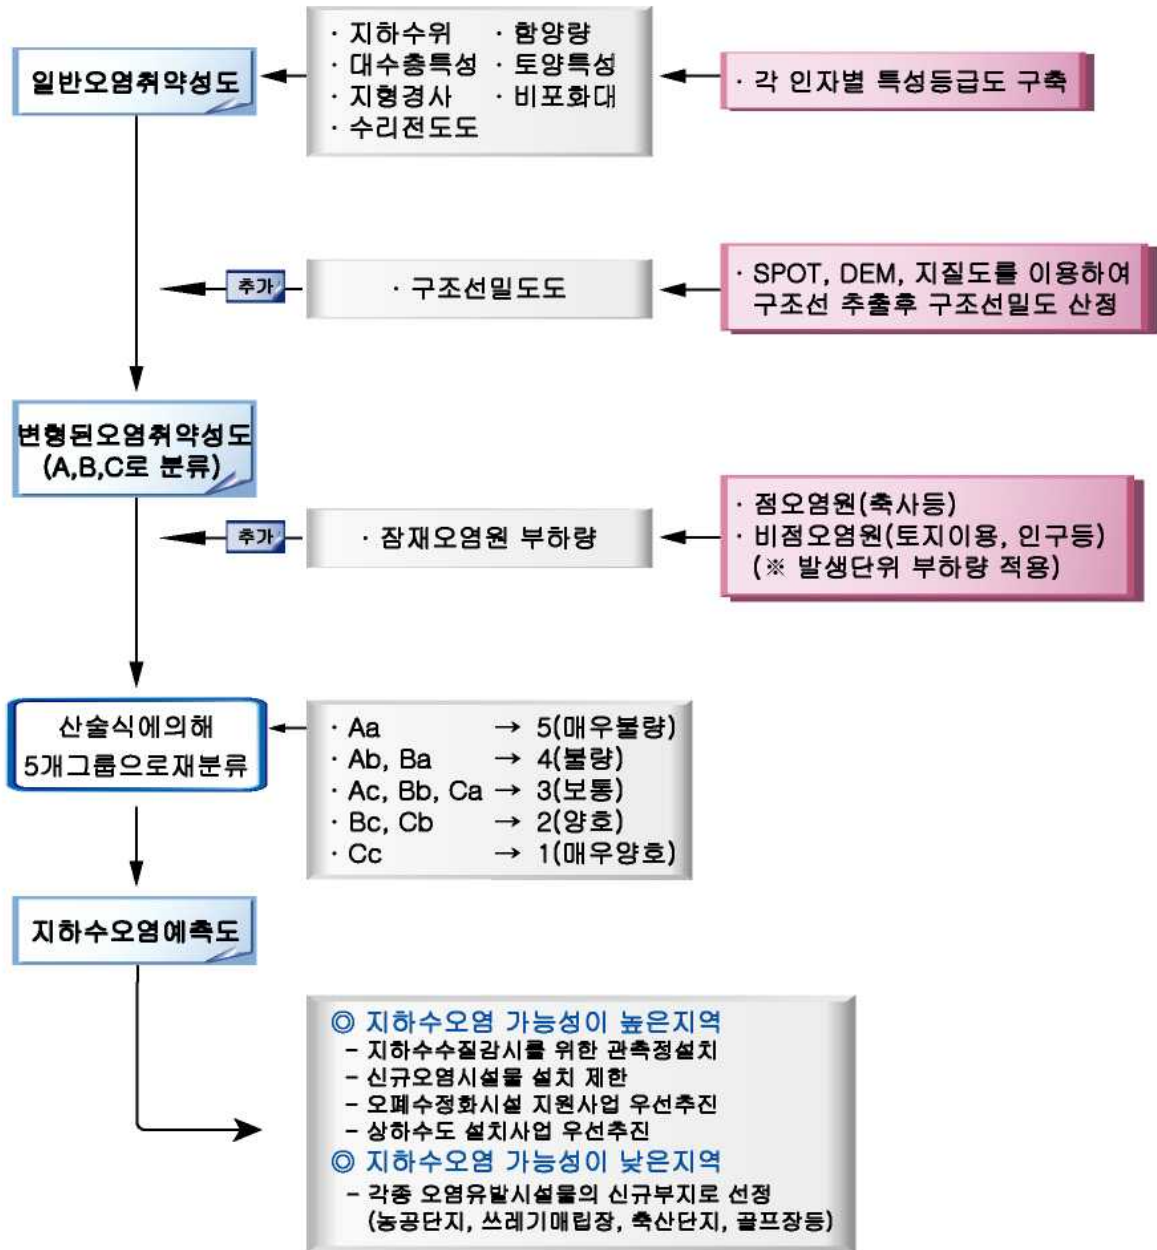 일반오염취약성도
· 지하수위 · 함양량
· 대수층특성 · 토양특성
· 지형경사 · 비포화대
· 수리전도도
· 각 인자별 특성등급도 구축
추가
· 구조선밀도도
· SPOT, DEM, 지질도를 이용하여
구조선 추출후 구조선밀도 산정
변형된오염취약성도
(A,B,C로 분류)
추가
· 잠재오염원 부하량
· 점오염원(축사등)
· 비점오염원(토지이용, 인구등)
(※ 발생단위 부하량 적용)
산술식에의해
5개그룹으로재분류
· Aa → 5(매우불량)
· Ab, Ba → 4(불량)
· Ac, Bb, Ca → 3(보통)
· Bc, Cb → 2(양호)
· Cc → 1(매우양호)
지하수오염예측도
◎ 지하수오염 가능성이 높은지역
- 지하수수질감시를 위한 관측정설치
- 신규오염시설물 설치 제한
- 오폐수정화시설 지원사업 우선추진
- 상하수도 설치사업 우선추진
◎ 지하수오염 가능성이 낮은지역
- 각종 오염유발시설물의 신규부지로 선정
(농공단지, 쓰레기매립장, 축산단지, 골프장등)